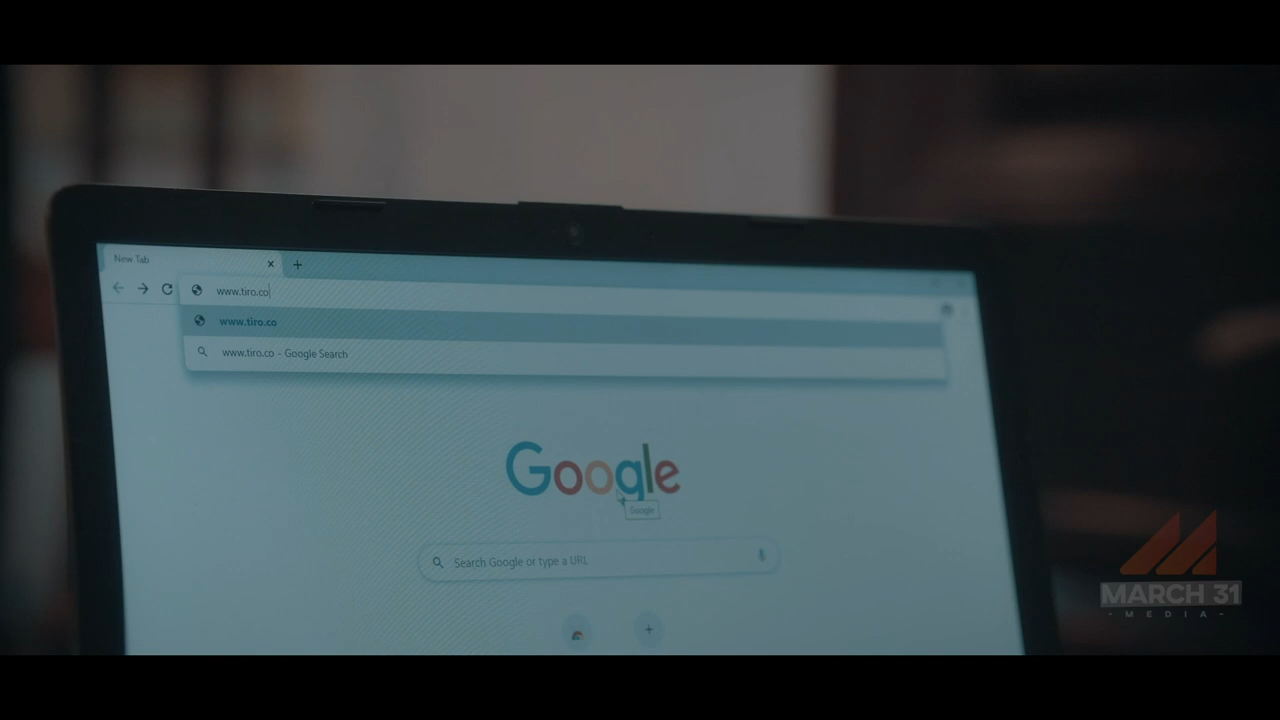 New Tab
www.tiro.co
www.tiro.co
www.tiro.co - Google Search
Google
Google
Search Google or type a URL
MARCH 31
- MEDIA -